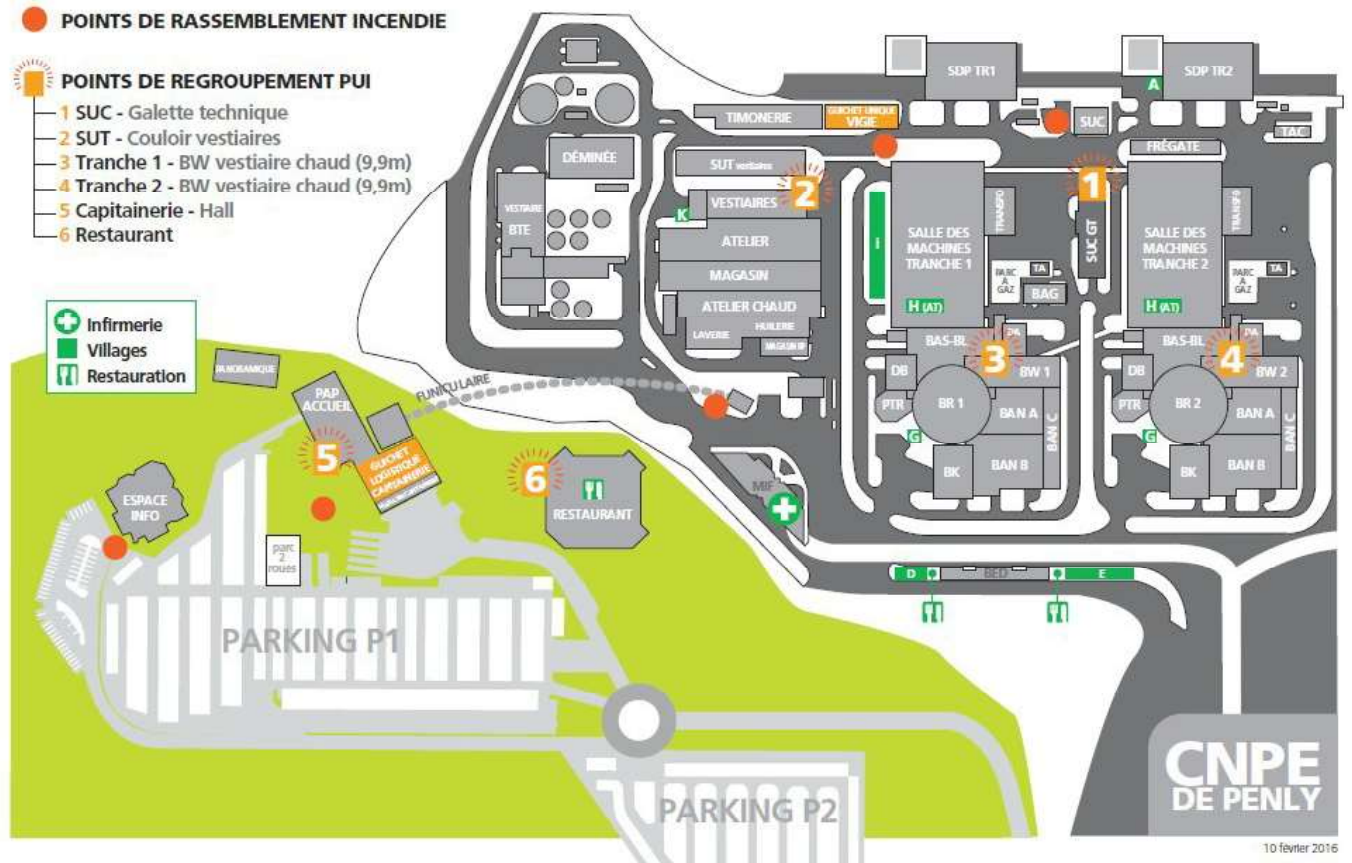 POINTS DE RASSEMBLEMENT INCENDIE
POINTS DE REGROUPEMENT PUI
1 SUC - Galette technique
2 SUT - Couloir vestiaires
3 Tranche 1 - BW vestiaire chaud (9,9m)
4 Tranche 2 - BW vestiaire chaud (9,9m)
5 Capitainerie - Hall
6 Restaurant
Infirmerie
Villages
Restauration
SDP TR1
SDP TR2
A
TIMONERIE
GUICHET UNIQUE
VIGIE
SUC
TAC
FRÉGATE
DÉMINÉE
SUT vestiaires
1
2
VESTIAIRES
K
VESTIAIRE
BTE
ATELIER
MAGASIN
ATELIER CHAUD
LAVERIE
HUILERIE
I
SALLE DES
MACHINES
TRANCHE 1
TRANSFO
SUC GT
SALLE DES
MACHINES
TRANCHE 2
TRANSFO
PARC
A
GAZ
TA
BAG
PARC
A
GAZ
TA
H (AT)
H (AT)
BAS-BL
3
BW 1
BAS-BL
4
BW 2
DB
PTR
BR 1
BAN A
BAN C
G
BK
BAN B
DB
PTR
BR 2
BAN A
BAN C
G
BK
BAN B
PANORAMIQUE
PAP
ACCUEIL
FUNICULAIRE
5
GUICHET
LOGISTIQUE
CAPITAINERIE
6
RESTAURANT
MIF
ESPACE
INFO
parc
2
roues
D
BED
E
PARKING P1
PARKING P2
CNPE
DE PENLY
10 février 2016